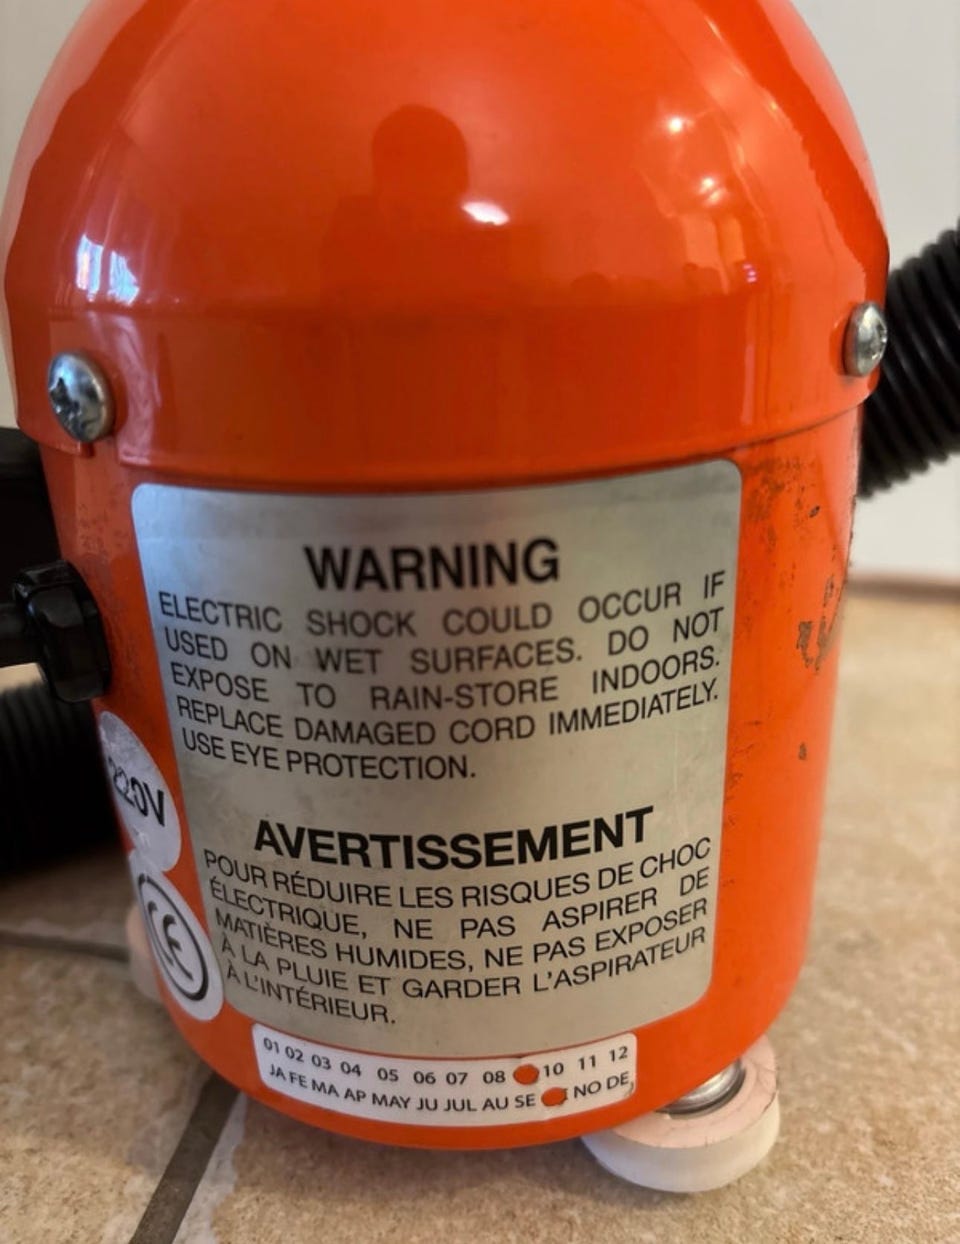 WARNING
ELECTRIC SHOCK COULD OCCUR IF
USED ON WET SURFACES. DO NOT
EXPOSE TO RAIN-STORE INDOORS.
REPLACE DAMAGED CORD IMMEDIATELY.
USE EYE PROTECTION.
AVERTISSEMENT
POUR RÉDUIRE LES RISQUES DE CHOC
ÉLECTRIQUE, NE PAS ASPIRER DE
MATIÈRES HUMIDES, NE PAS EXPOSER
À LA PLUIE ET GARDER L'ASPIRATEUR
À L'INTÉRIEUR.
220V
CE
01 02 03 04 05 06 07 08 10 11 12
JA FE MA AP MAY JU JUL AU SE NO DE